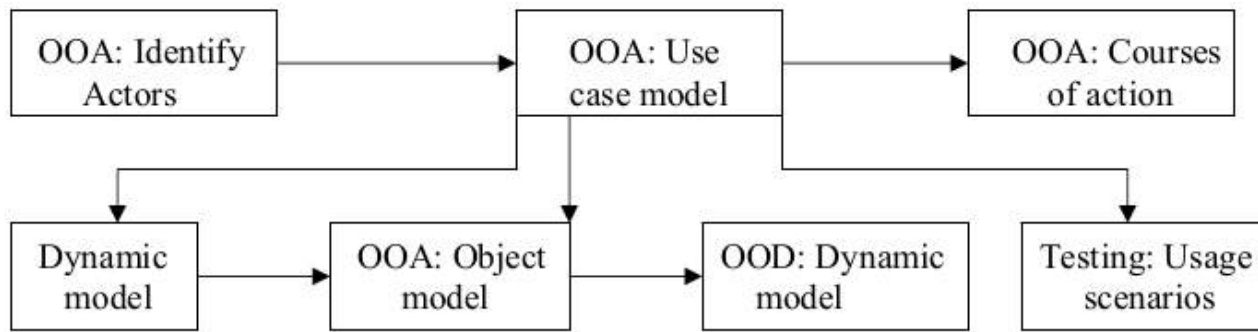 OOA: Identify
Actors
OOA: Use
case model
OOA: Courses
of action
Dynamic
model
OOA: Object
model
OOD: Dynamic
model
Testing: Usage
scenarios